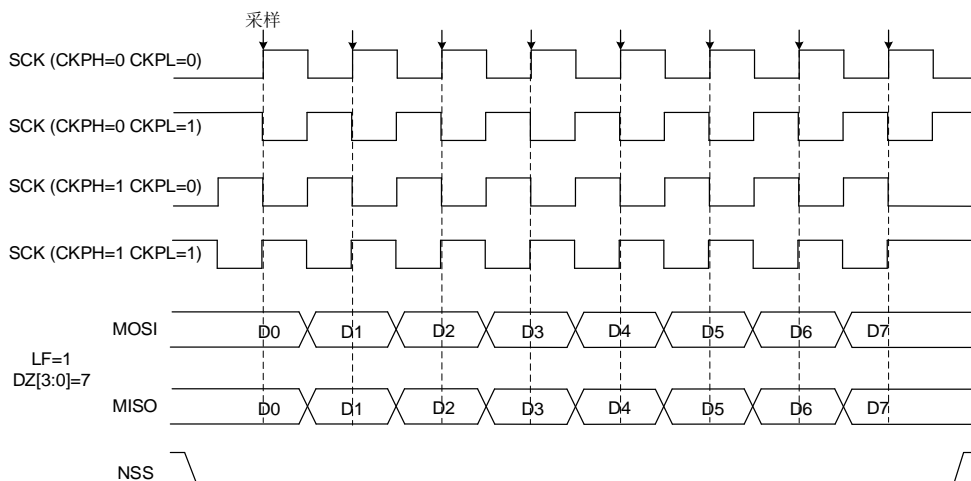 采样
SCK (CKPH=0 CKPL=0)
SCK (CKPH=0 CKPL=1)
SCK (CKPH=1 CKPL=0)
SCK (CKPH=1 CKPL=1)
MOSI D0 D1 D2 D3 D4 D5 D6 D7
LF=1
DZ[3:0]=7
MISO D0 D1 D2 D3 D4 D5 D6 D7
NSS